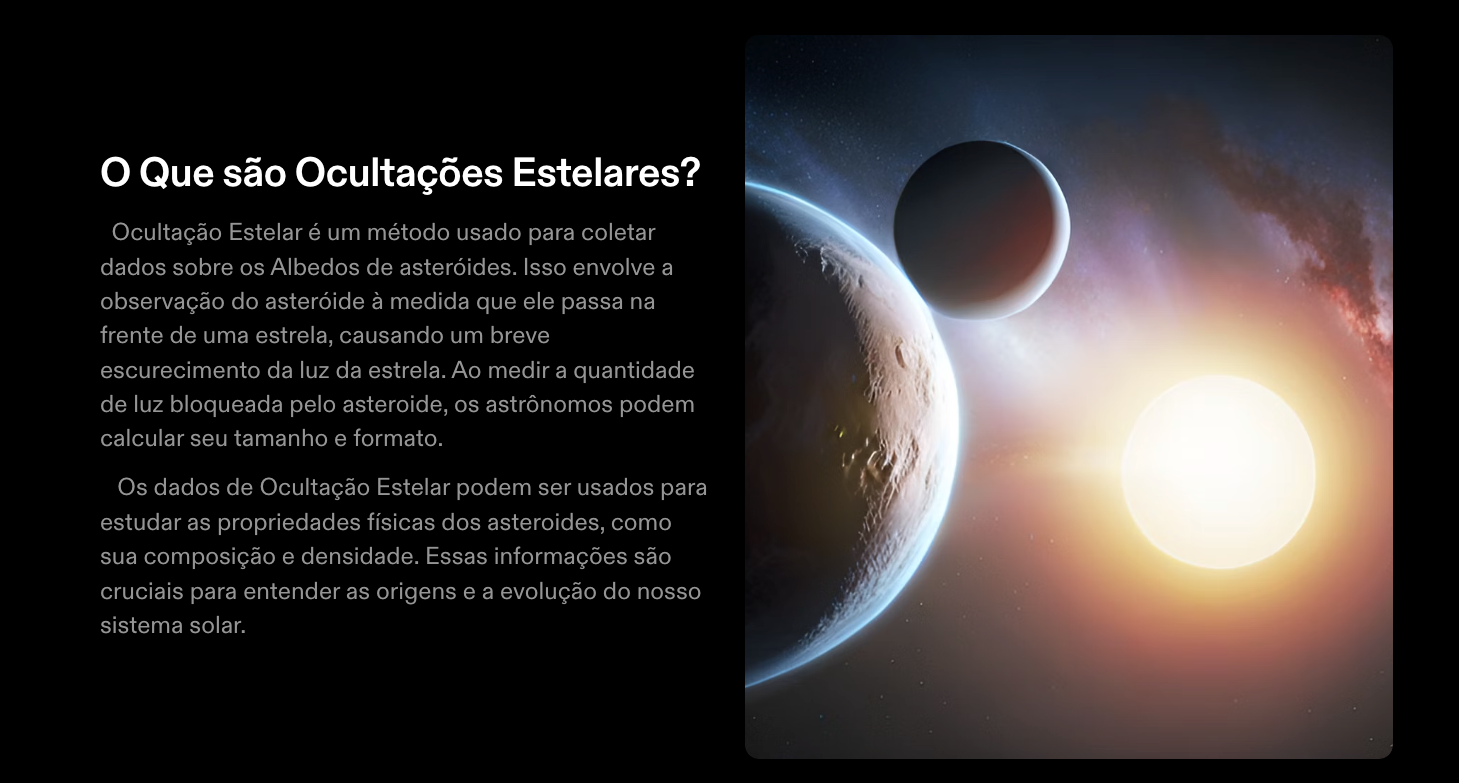 O Que são Ocultações Estelares?
Ocultação Estelar é um método usado para coletar
dados sobre os Albedos de asteróides. Isso envolve a
observação do asteróide à medida que ele passa na
frente de uma estrela, causando um breve
escurecimento da luz da estrela. Ao medir a quantidade
de luz bloqueada pelo asteroide, os astrônomos podem
calcular seu tamanho e formato.
Os dados de Ocultação Estelar podem ser usados para
estudar as propriedades físicas dos asteroides, como
sua composição e densidade. Essas informações são
cruciais para entender as origens e a evolução do nosso
sistema solar.